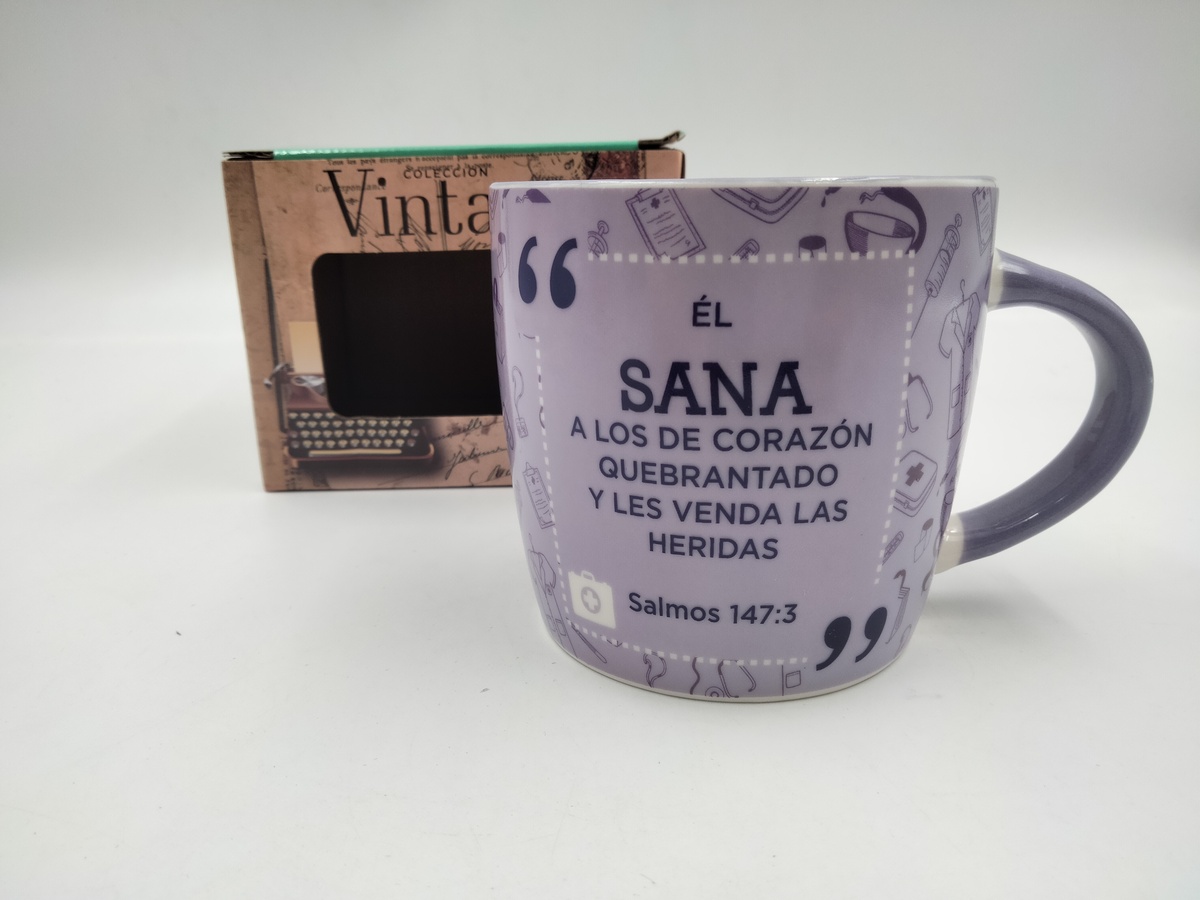 COLECCIÓN
Vinta
“
ÉL
SANA
A LOS DE CORAZÓN
QUEBRANTADO
Y LES VENDA LAS
HERIDAS
Salmos 147:3
”